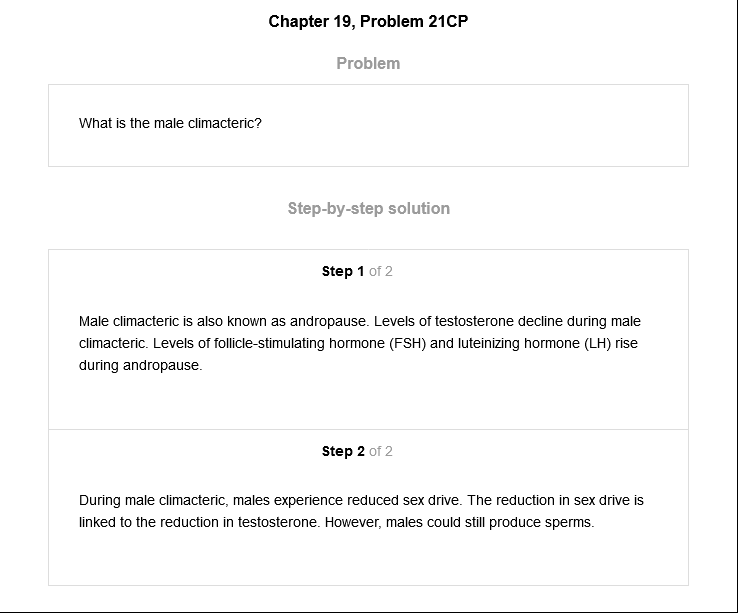 Chapter 19, Problem 21CP
Problem
What is the male climacteric?
Step-by-step solution
Step 1 of 2
Male climacteric is also known as andropause. Levels of testosterone decline during male
climacteric. Levels of follicle-stimulating hormone (FSH) and luteinizing hormone (LH) rise
during andropause.
Step 2 of 2
During male climacteric, males experience reduced sex drive. The reduction in sex drive is
linked to the reduction in testosterone. However, males could still produce sperms.